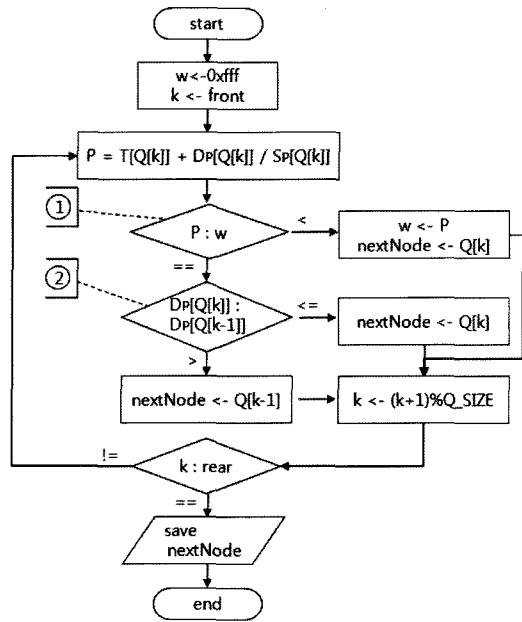 start
w<-0xfff
k <- front
P = T[Q[k]] + DP[Q[k]] / SP[Q[k]]
①
P : w
<
w <- P
nextNode <- Q[k]
==
②
DP[Q[k]] :
DP[Q[k-1]]
<=
nextNode <- Q[k]
>
nextNode <- Q[k-1]
k <- (k+1)%Q_SIZE
!=
k : rear
==
save
nextNode
end